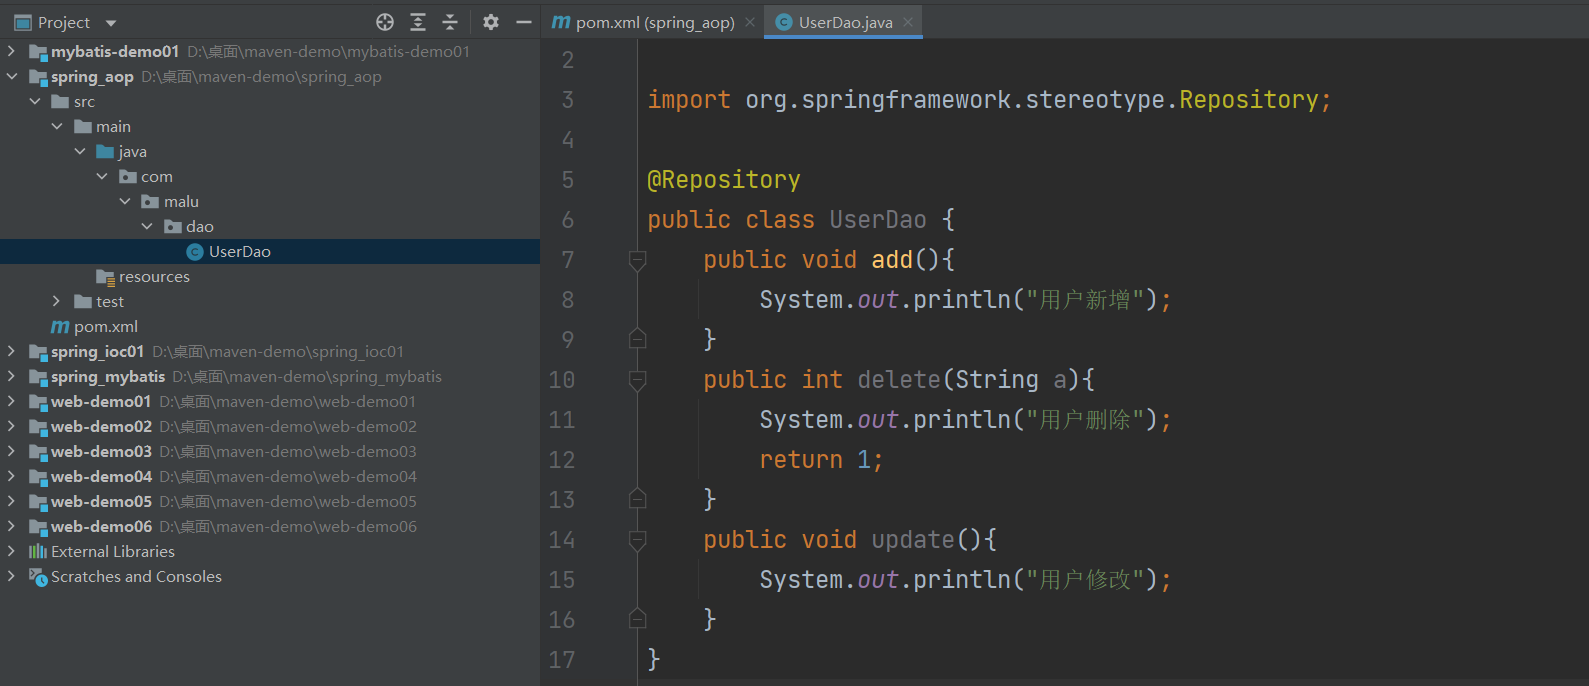 Project
mybatis-demo01 D:\桌面\maven-demo\mybatis-demo01
spring_aop D:\桌面\maven-demo\spring_aop
src
main
java
com
malu
dao
UserDao
resources
test
pom.xml
spring_ioc01 D:\桌面\maven-demo\spring_ioc01
spring_mybatis D:\桌面\maven-demo\spring_mybatis
web-demo01 D:\桌面\maven-demo\web-demo01
web-demo02 D:\桌面\maven-demo\web-demo02
web-demo03 D:\桌面\maven-demo\web-demo03
web-demo04 D:\桌面\maven-demo\web-demo04
web-demo05 D:\桌面\maven-demo\web-demo05
web-demo06 D:\桌面\maven-demo\web-demo06
External Libraries
Scratches and Consoles
pom.xml (spring_aop) UserDao.java
2
3 import org.springframework.stereotype.Repository;
4
5 @Repository
6 public class UserDao {
7 public void add(){
8 System.out.println("用户新增");
9 }
10 public int delete(String a){
11 System.out.println("用户删除");
12 return 1;
13 }
14 public void update(){
15 System.out.println("用户修改");
16 }
17 }